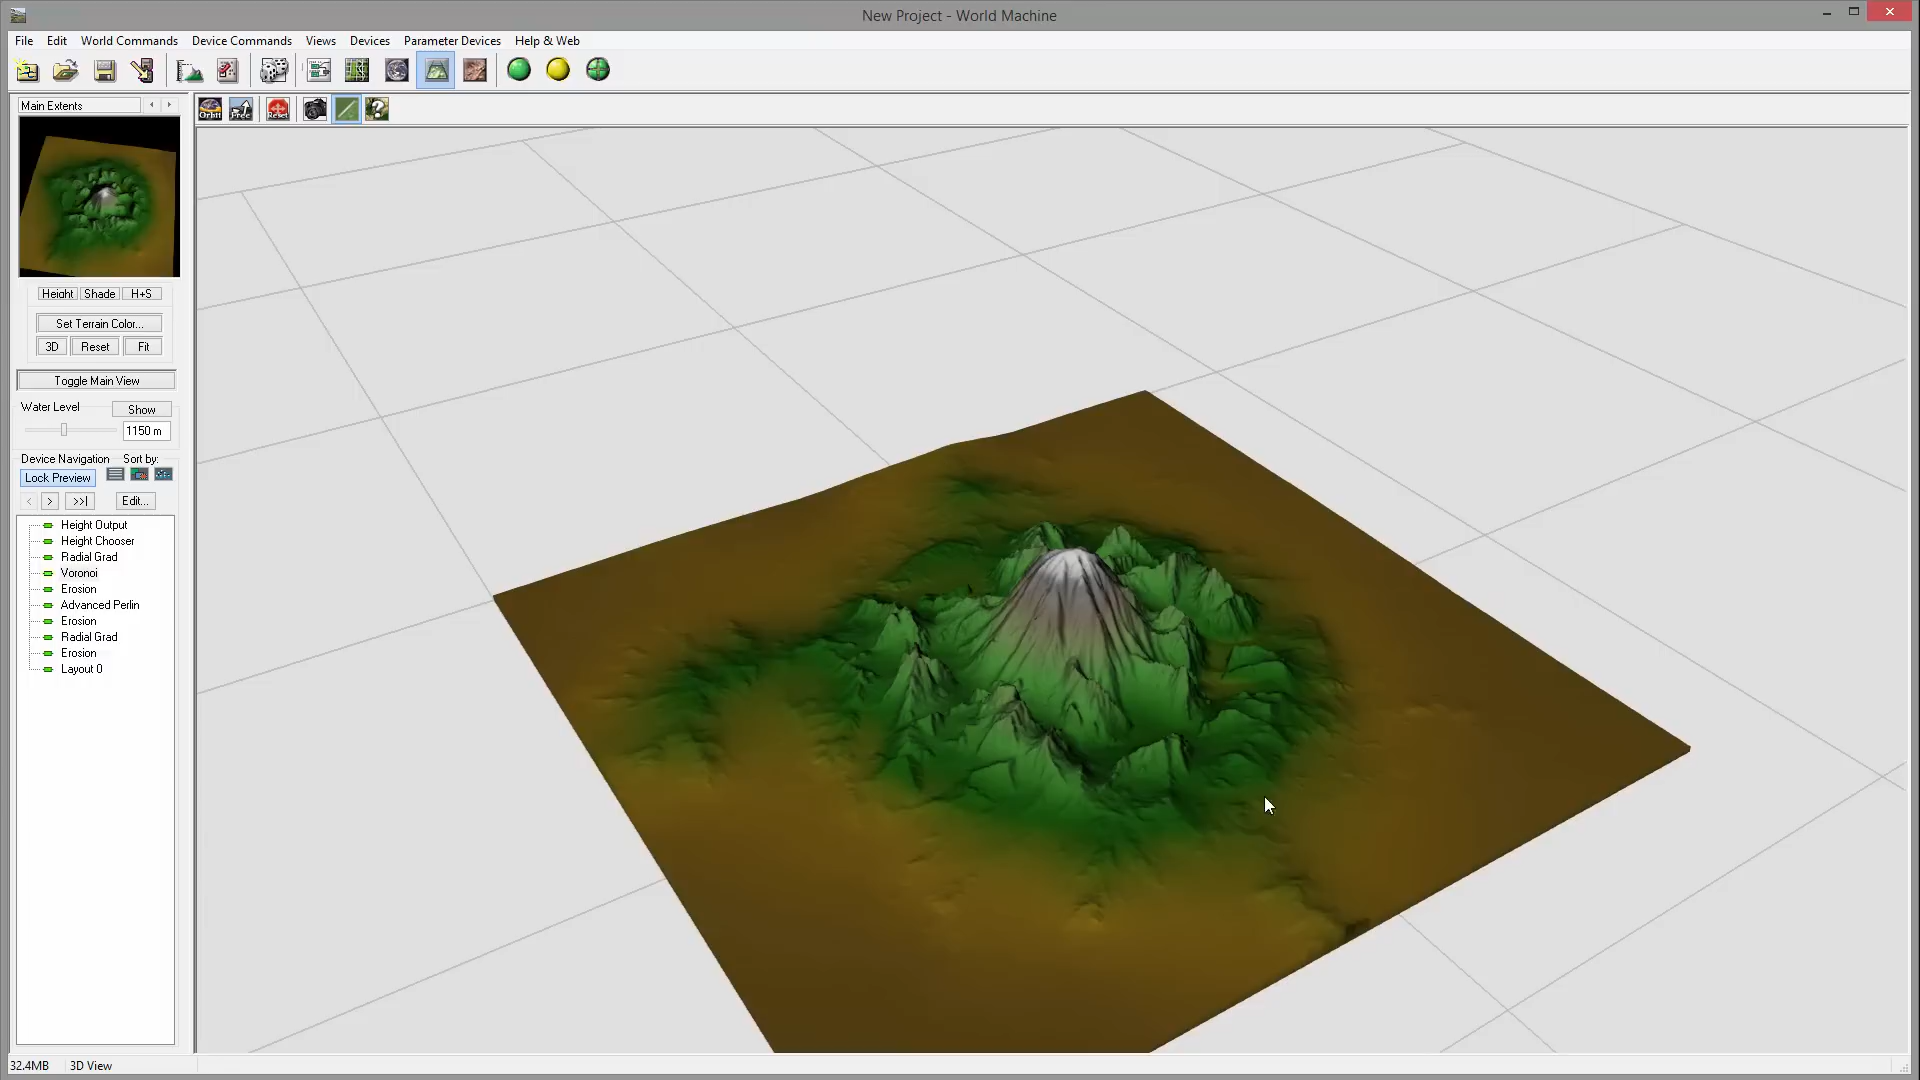 New Project - World Machine
File Edit World Commands Device Commands Views Devices Parameter Devices Help & Web
Main Extents
Orbit Free Reset
Height Shade H+S
Set Terrain Color...
3D Reset Fit
Toggle Main View
Water Level Show
1150 m
Device Navigation Sort by:
Lock Preview
< > >>| Edit...
Height Output
Height Chooser
Radial Grad
Voronoi
Erosion
Advanced Perlin
Erosion
Radial Grad
Erosion
Layout 0
32.4MB 3D View